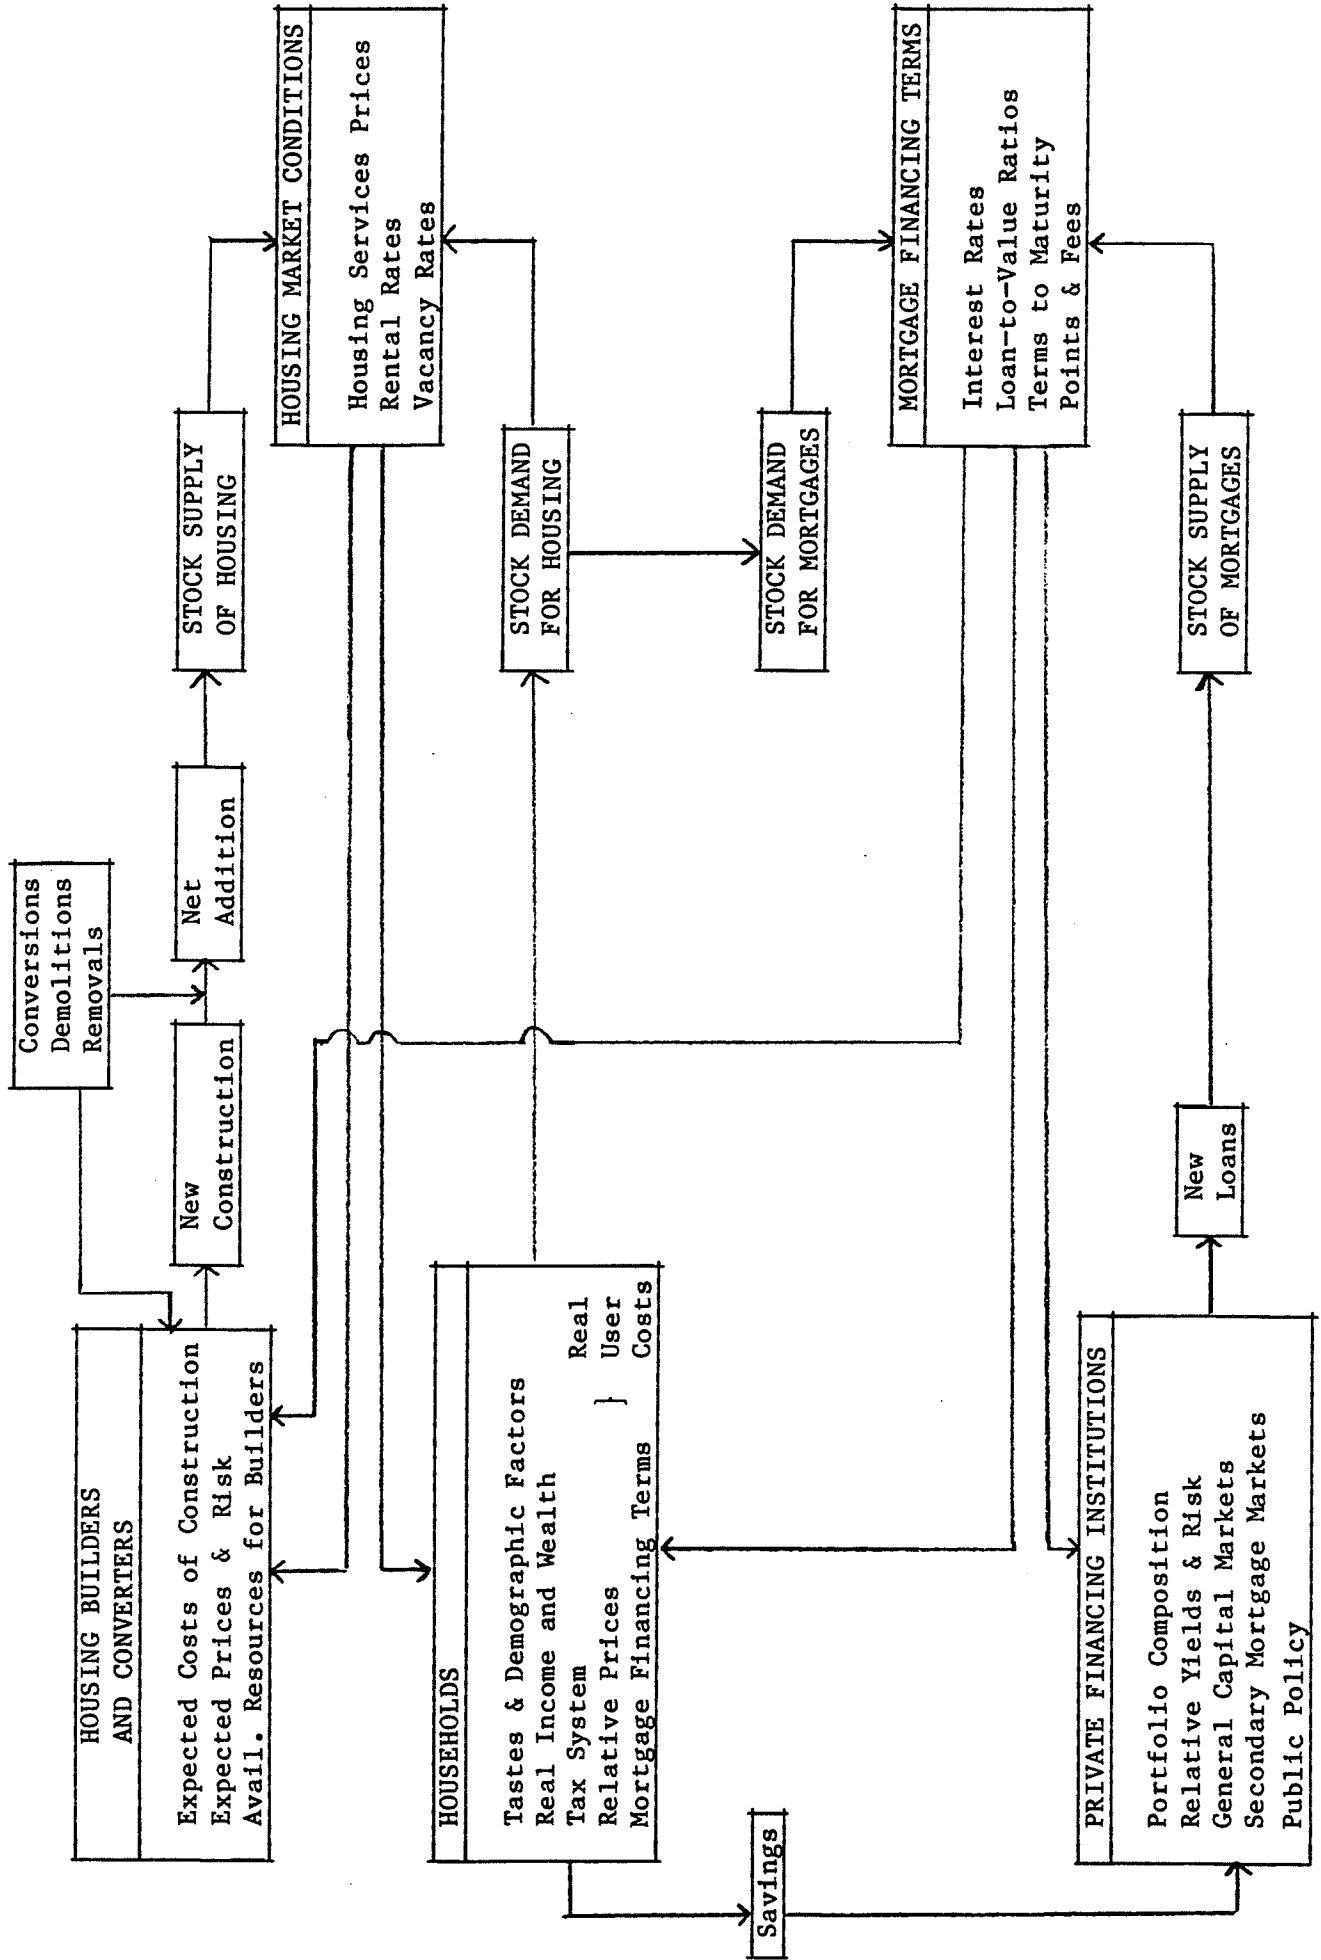 Conversions
Demolitions
Removals
HOUSING BUILDERS
AND CONVERTERS
Expected Costs of Construction
Expected Prices & Risk
Avail. Resources for Builders
New
Construction
Net
Addition
STOCK SUPPLY
OF HOUSING
HOUSING MARKET CONDITIONS
Housing Services Prices
Rental Rates
Vacancy Rates
HOUSEHOLDS
Tastes & Demographic Factors
Real Income and Wealth
Tax System
Relative Prices
Mortgage Financing Terms
}
Real
User
Costs
STOCK DEMAND
FOR HOUSING
Savings
STOCK DEMAND
FOR MORTGAGES
MORTGAGE FINANCING TERMS
Interest Rates
Loan-to-Value Ratios
Terms to Maturity
Points & Fees
PRIVATE FINANCING INSTITUTIONS
Portfolio Composition
Relative Yields & Risk
General Capital Markets
Secondary Mortgage Markets
Public Policy
New
Loans
STOCK SUPPLY
OF MORTGAGES